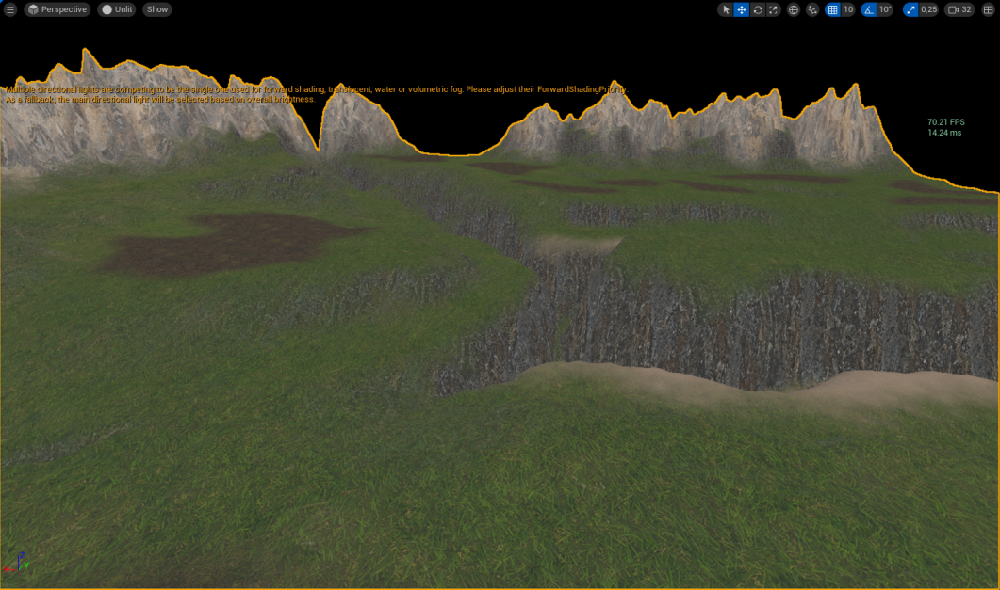 Perspective Unlit Show 10 10° 0,25 32
Multiple directional lights are competing to be the single one used for forward shading, translucent, water or volumetric fog. Please adjust their ForwardShadingPriority.
As a fallback, the main directional light will be selected based on overall brightness.
70.21 FPS
14.24 ms
Z
X Y